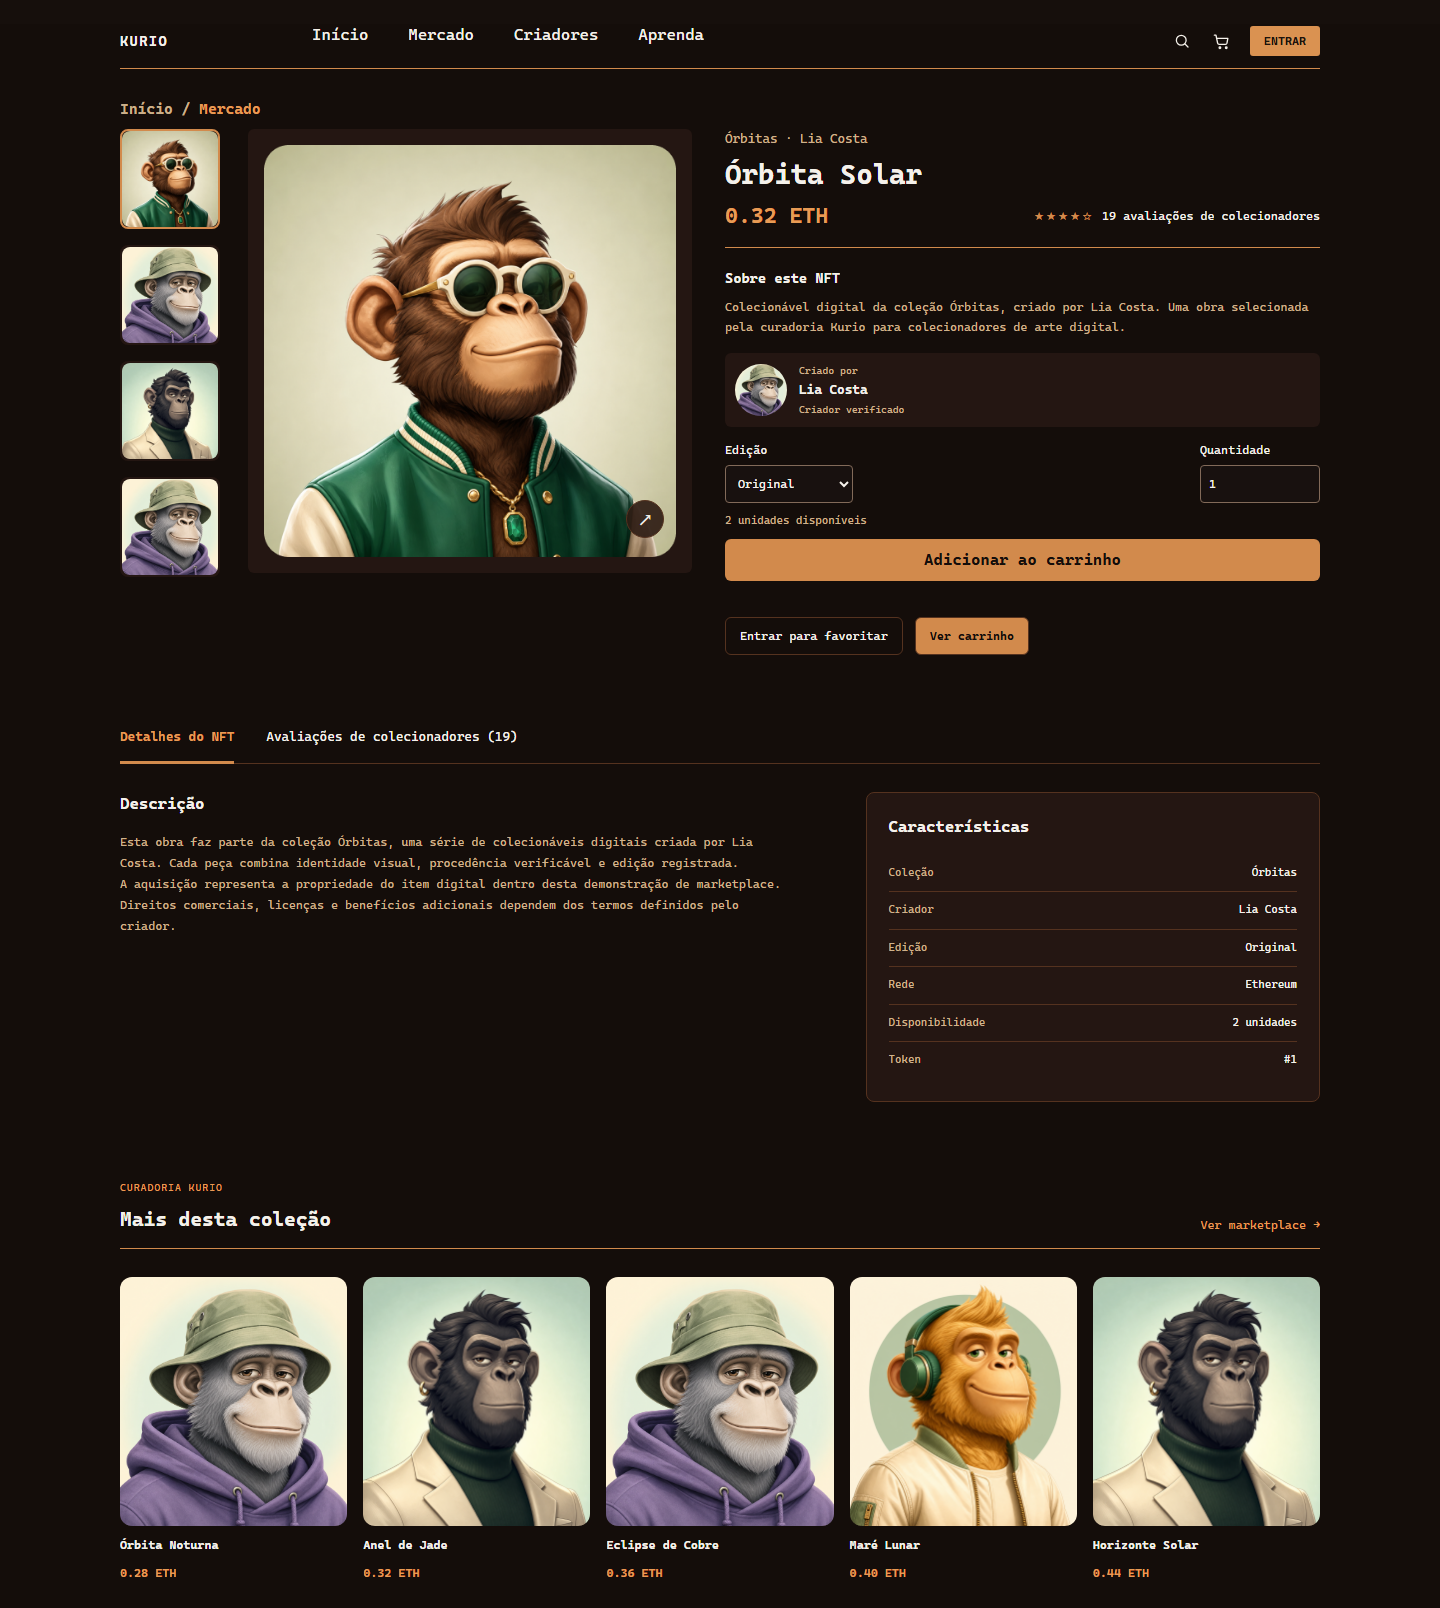 KURIO
Início
Mercado
Criadores
Aprenda
ENTRAR
Início / Mercado
Órbitas · Lia Costa
Órbita Solar
0.32 ETH
★★★★☆ 19 avaliações de colecionadores
Sobre este NFT
Colecionável digital da coleção Órbitas, criado por Lia Costa. Uma obra selecionada
pela curadoria Kurio para colecionadores de arte digital.
Criado por
Lia Costa
Criador verificado
Edição
Quantidade
Original
1
2 unidades disponíveis
Adicionar ao carrinho
Entrar para favoritar
Ver carrinho
Detalhes do NFT
Avaliações de colecionadores (19)
Descrição
Esta obra faz parte da coleção Órbitas, uma série de colecionáveis digitais criada por Lia
Costa. Cada peça combina identidade visual, procedência verificável e edição registrada.
A aquisição representa a propriedade do item digital dentro desta demonstração de marketplace.
Direitos comerciais, licenças e benefícios adicionais dependem dos termos definidos pelo
criador.
Características
Coleção Órbitas
Criador Lia Costa
Edição Original
Rede Ethereum
Disponibilidade 2 unidades
Token #1
CURADORIA KURIO
Mais desta coleção
Ver marketplace →
Órbita Noturna
0.28 ETH
Anel de Jade
0.32 ETH
Eclipse de Cobre
0.36 ETH
Maré Lunar
0.40 ETH
Horizonte Solar
0.44 ETH